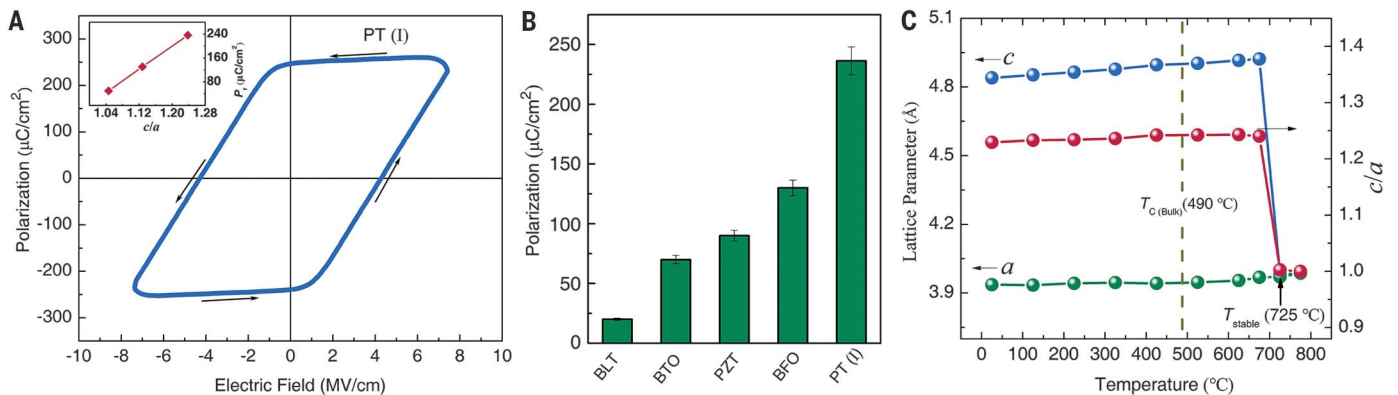 A
PT (I)
Polarization (μC/cm²)
300
200
100
0
-100
-200
-300
-10
-8
-6
-4
-2
0
2
4
6
8
10
Electric Field (MV/cm)
240
160
80
Pr (μC/cm²)
1.04
1.12
1.20
1.28
c/a
B
Polarization (μC/cm²)
250
200
150
100
50
0
BLT
BTO
PZT
BFO
PT (I)
C
Lattice Parameter (Å)
5.1
4.8
4.5
4.2
3.9
c
a
TC (Bulk) (490 ℃)
Tstable (725 ℃)
1.4
1.3
1.2
1.1
1.0
0.9
c/a
0
100
200
300
400
500
600
700
800
Temperature (℃)